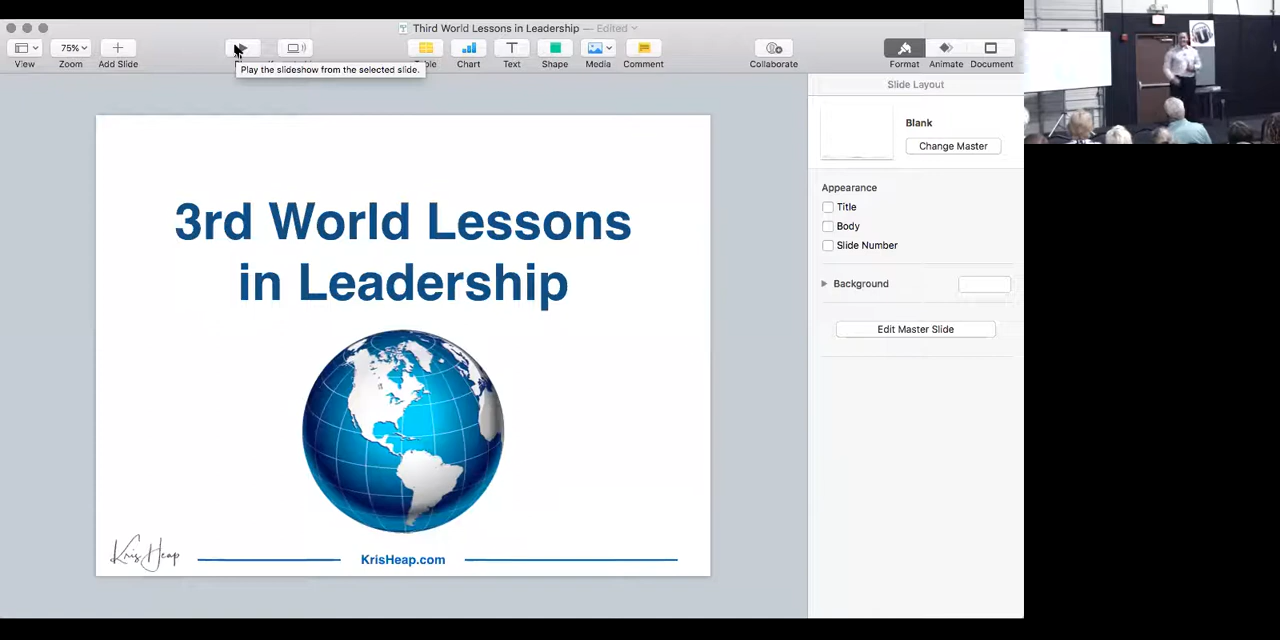 Third World Lessons in Leadership — Edited
View
75%
Zoom
Add Slide
Play the slideshow from the selected slide.
Table
Chart
Text
Shape
Media
Comment
Collaborate
Format
Animate
Document
Slide Layout
Blank
Change Master
Appearance
Title
Body
Slide Number
Background
Edit Master Slide
3rd World Lessons
in Leadership
Kris Heap
KrisHeap.com